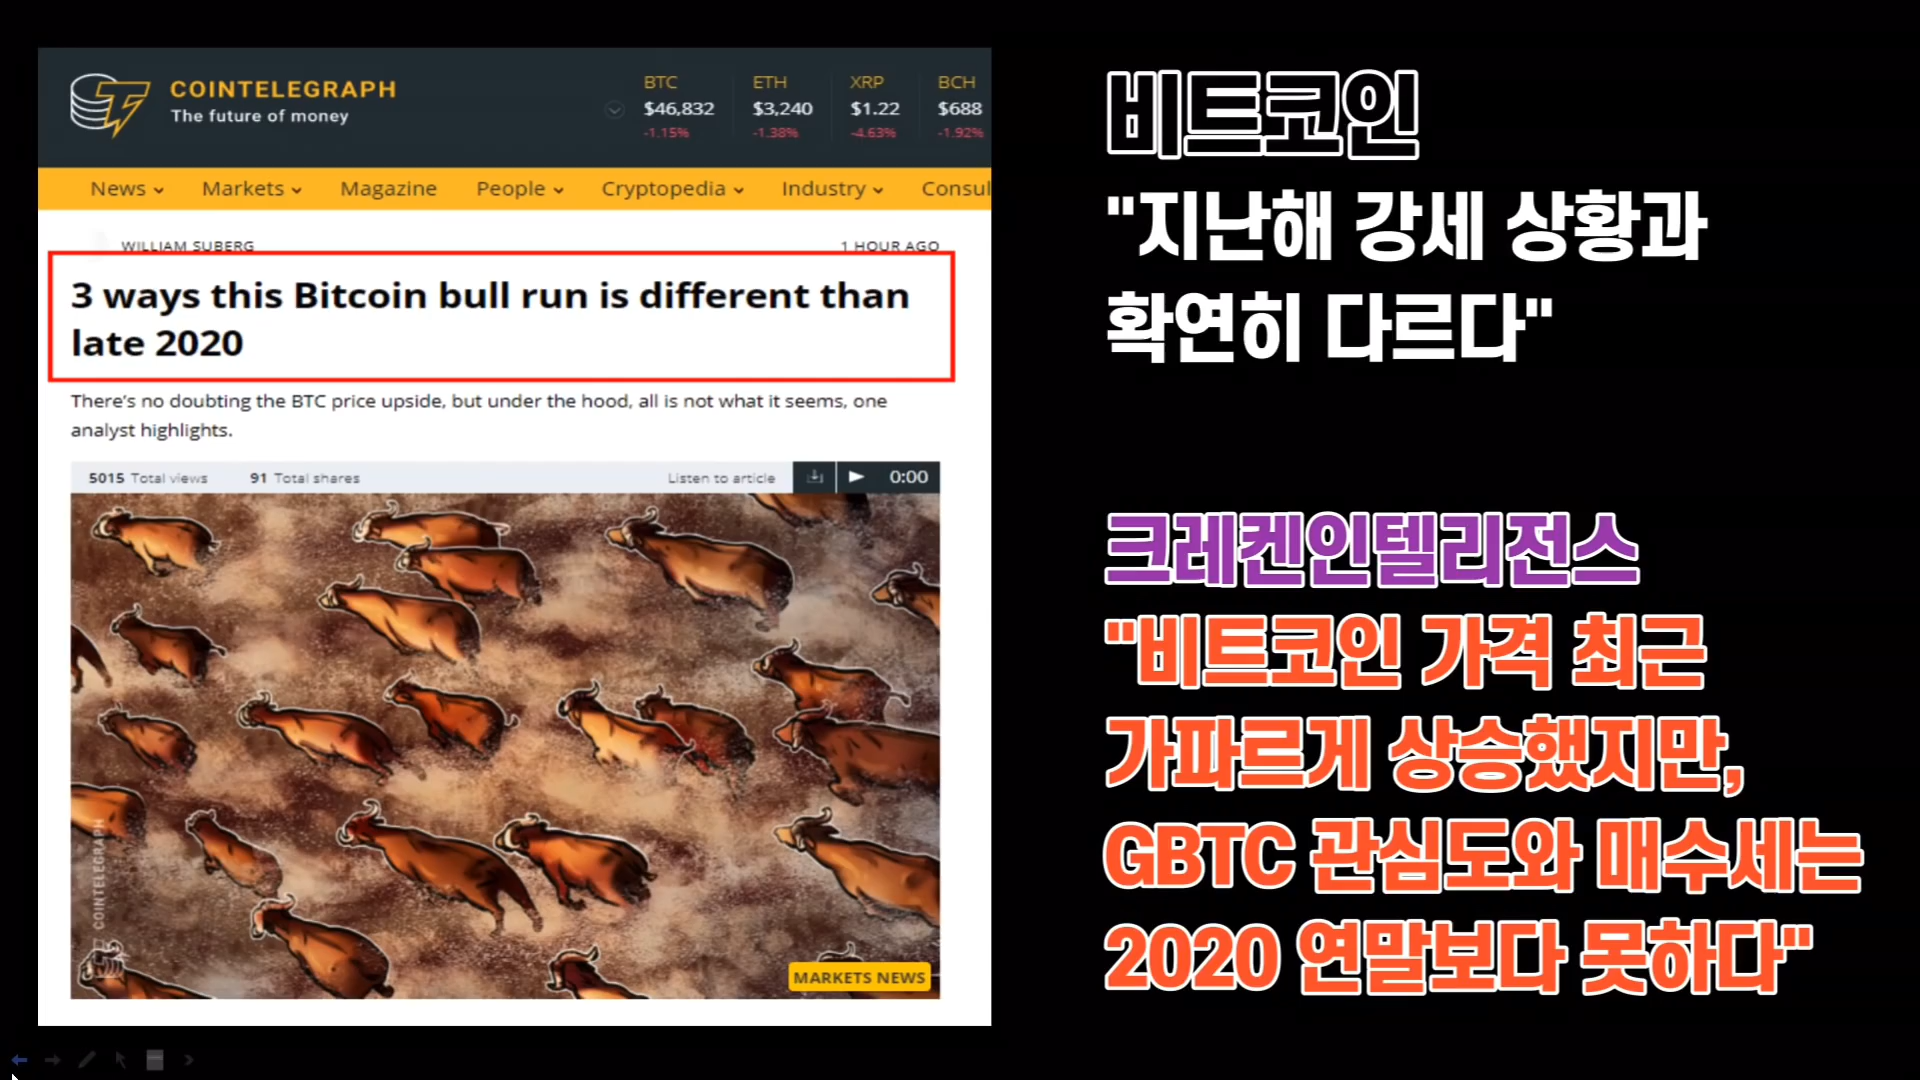 COINTELEGRAPH
The future of money
BTC ETH XRP BCH
$46,832 $3,240 $1.22 $688
-1.15% -1.38% -4.63% -1.92%
News Markets Magazine People Cryptopedia Industry Consul
WILLIAM SUBERG 1 HOUR AGO
3 ways this Bitcoin bull run is different than
late 2020
There's no doubting the BTC price upside, but under the hood, all is not what it seems, one
analyst highlights.
5015 Total views 91 Total shares Listen to article 0:00
COINTELEGRAPH
MARKETS NEWS
비트코인
"지난해 강세 상황과
확연히 다르다"
크레켄인텔리전스
"비트코인 가격 최근
가파르게 상승했지만,
GBTC 관심도와 매수세는
2020 연말보다 못하다"